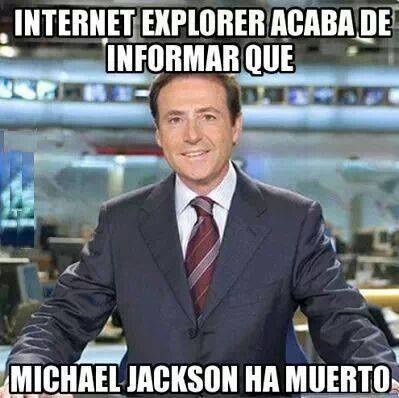 INTERNET EXPLORER ACABA DE
INFORMAR QUE
MICHAEL JACKSON HA MUERTO